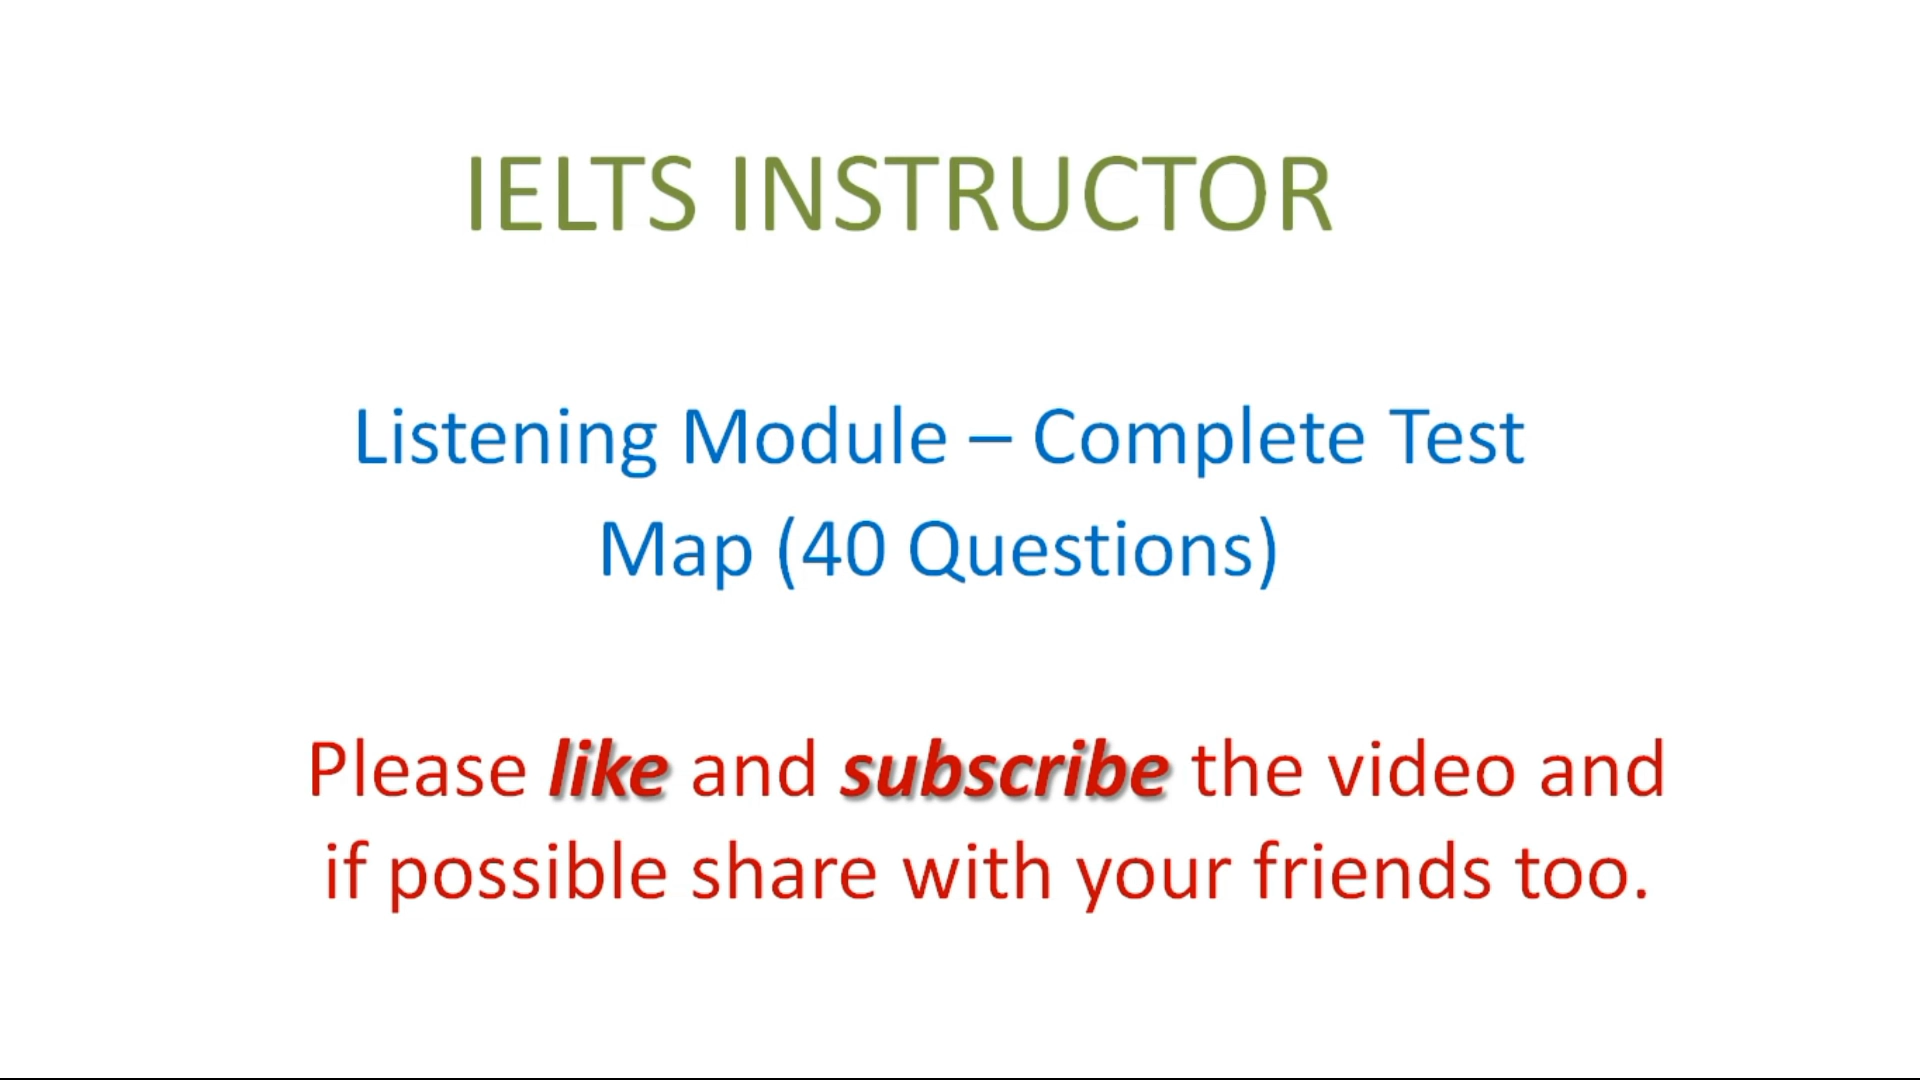 IELTS INSTRUCTOR
Listening Module – Complete Test
Map (40 Questions)
Please like and subscribe the video and
if possible share with your friends too.